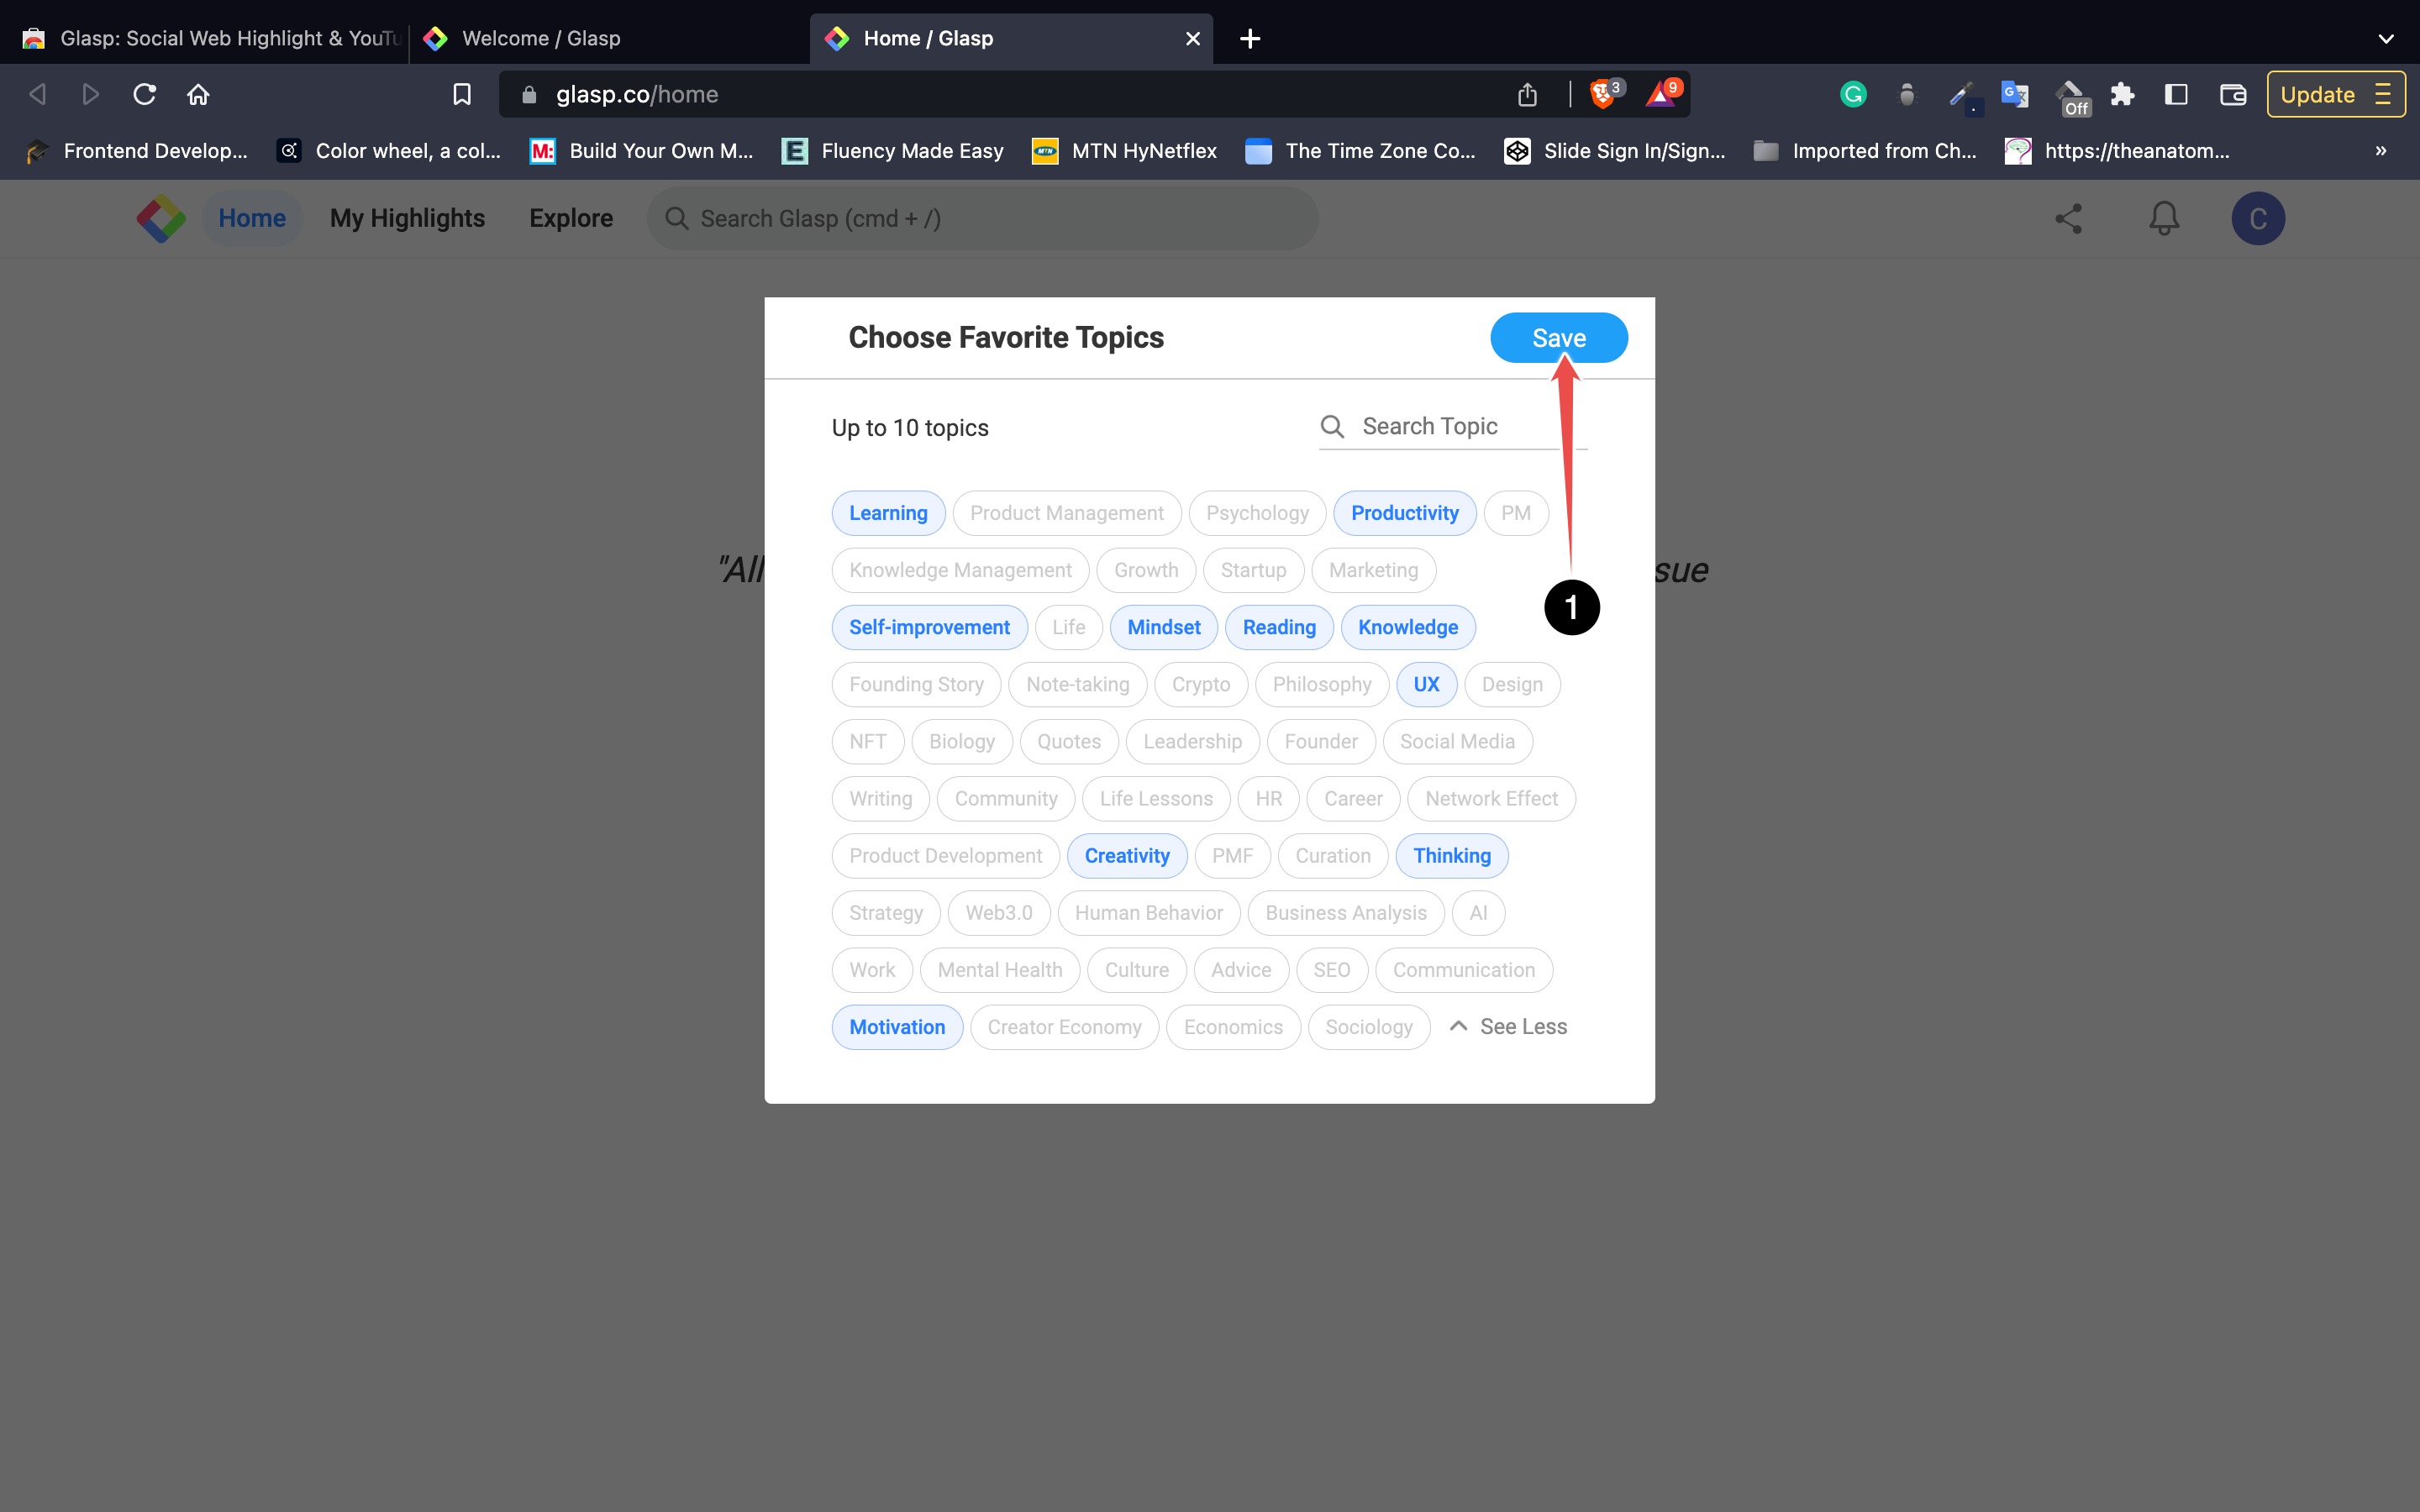 Glasp: Social Web Highlight & YouTu
Welcome / Glasp
Home / Glasp
glasp.co/home
3
9
G
.
G
Off
Update
Frontend Develop...
Color wheel, a col...
M:
Build Your Own M...
E
Fluency Made Easy
MTN
MTN HyNetflex
The Time Zone Co...
Slide Sign In/Sign...
Imported from Ch...
https://theanatom...
»
Home
My Highlights
Explore
Search Glasp (cmd + /)
C
Choose Favorite Topics
Save
Up to 10 topics
Search Topic
Learning Product Management Psychology Productivity PM
"All
Knowledge Management Growth Startup Marketing
sue
1
Self-improvement Life Mindset Reading Knowledge
Founding Story Note-taking Crypto Philosophy UX Design
NFT Biology Quotes Leadership Founder Social Media
Writing Community Life Lessons HR Career Network Effect
Product Development Creativity PMF Curation Thinking
Strategy Web3.0 Human Behavior Business Analysis AI
Work Mental Health Culture Advice SEO Communication
Motivation Creator Economy Economics Sociology See Less